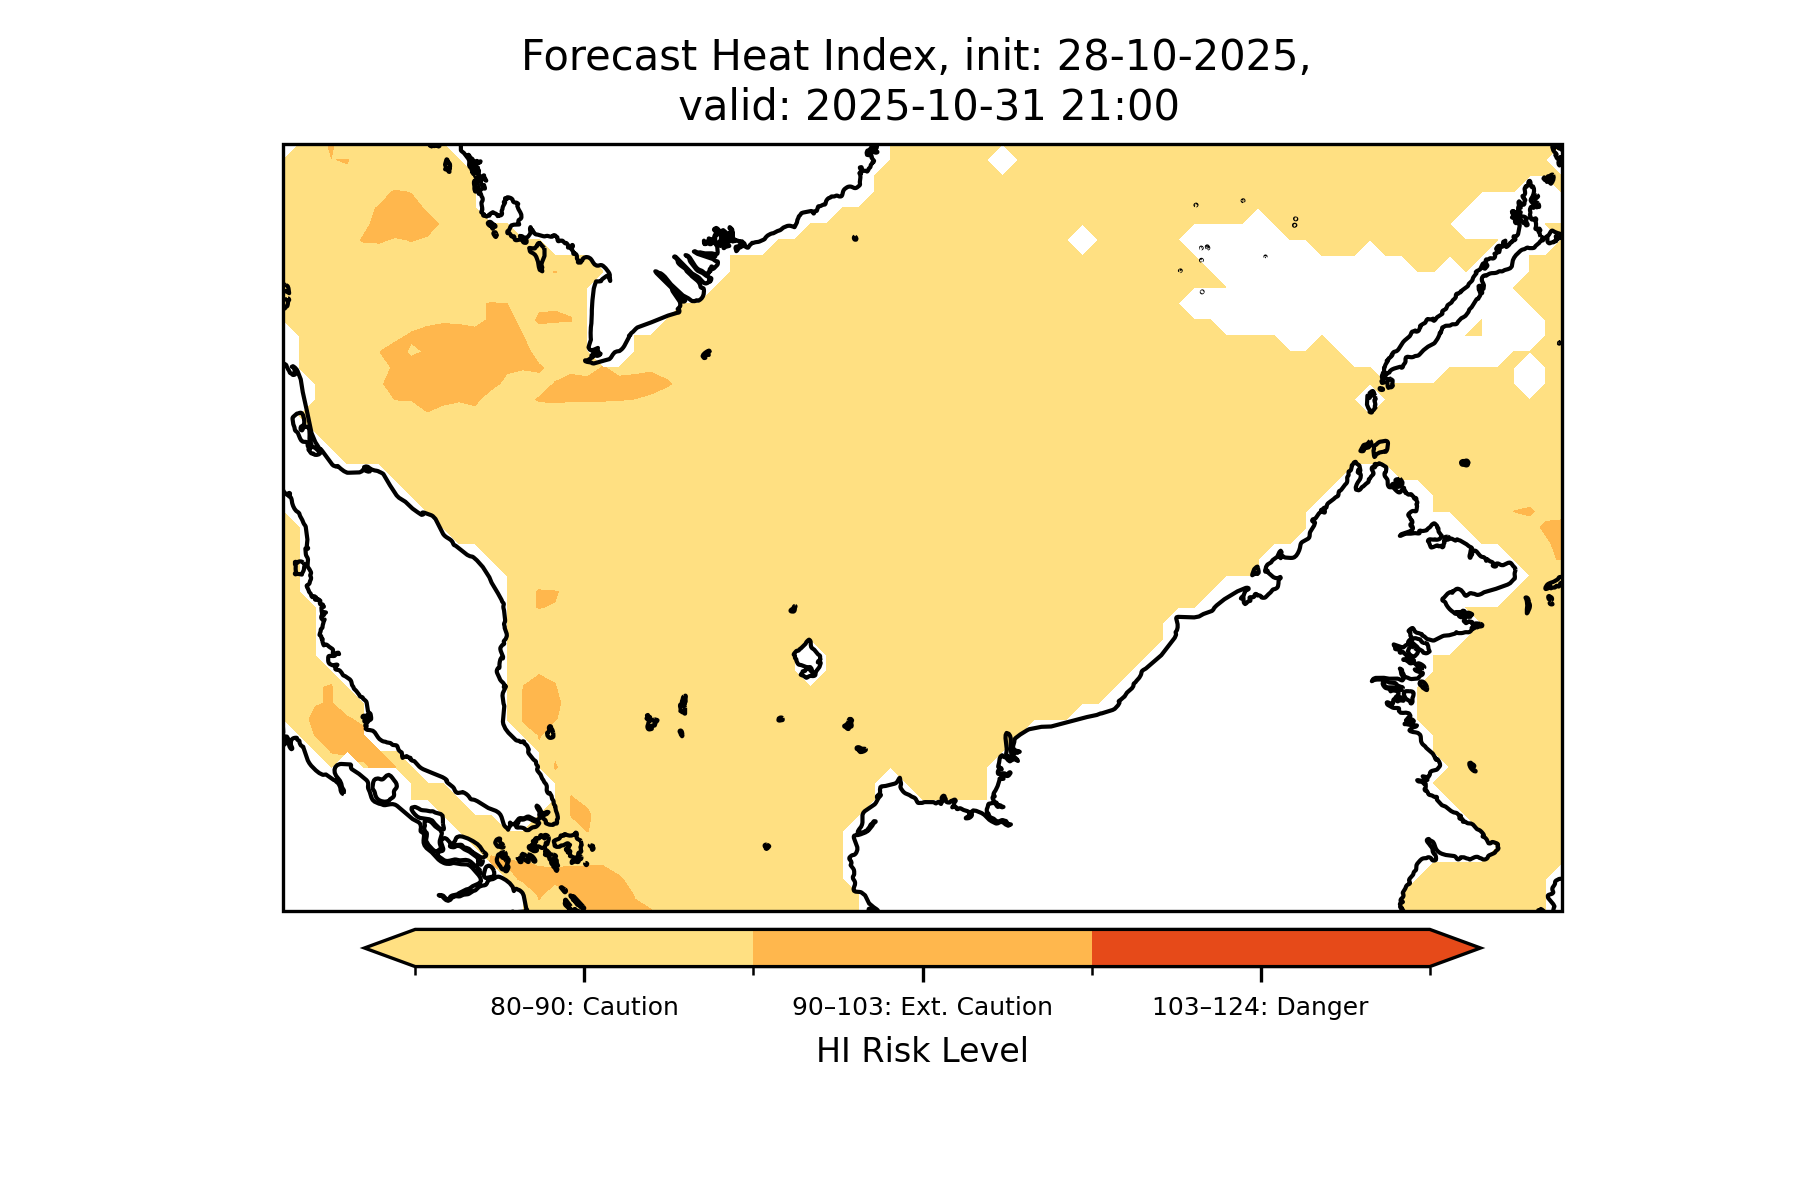 Forecast Heat Index, init: 28-10-2025,
valid: 2025-10-31 21:00
80–90: Caution
90–103: Ext. Caution
103–124: Danger
HI Risk Level